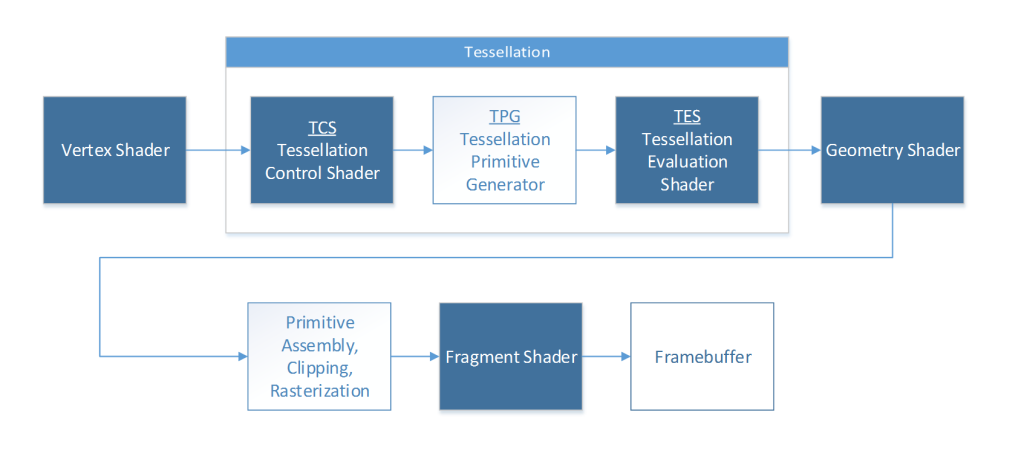 Tessellation
Vertex Shader
TCS
Tessellation
Control Shader
TPG
Tessellation
Primitive
Generator
TES
Tessellation
Evaluation
Shader
Geometry Shader
Primitive
Assembly,
Clipping,
Rasterization
Fragment Shader
Framebuffer